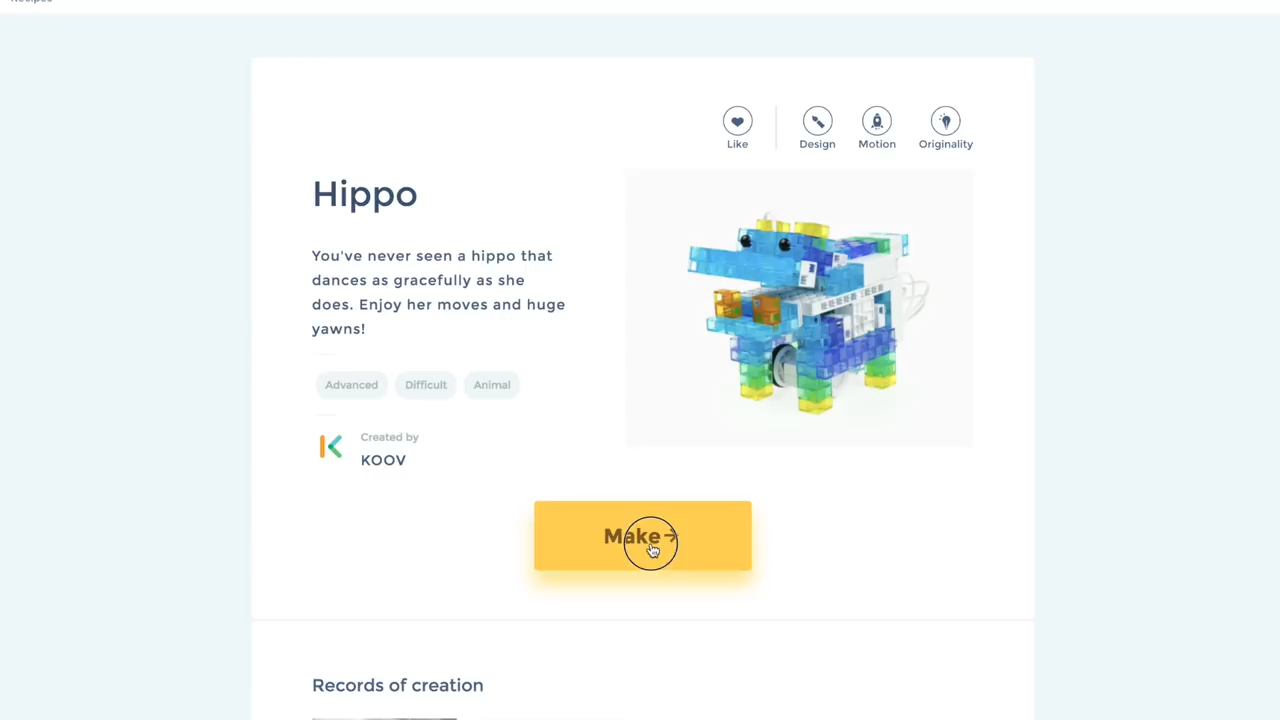 Recipes
Like
Design
Motion
Originality
Hippo
You've never seen a hippo that
dances as gracefully as she
does. Enjoy her moves and huge
yawns!
Advanced
Difficult
Animal
Created by
KOOV
Make→
Records of creation